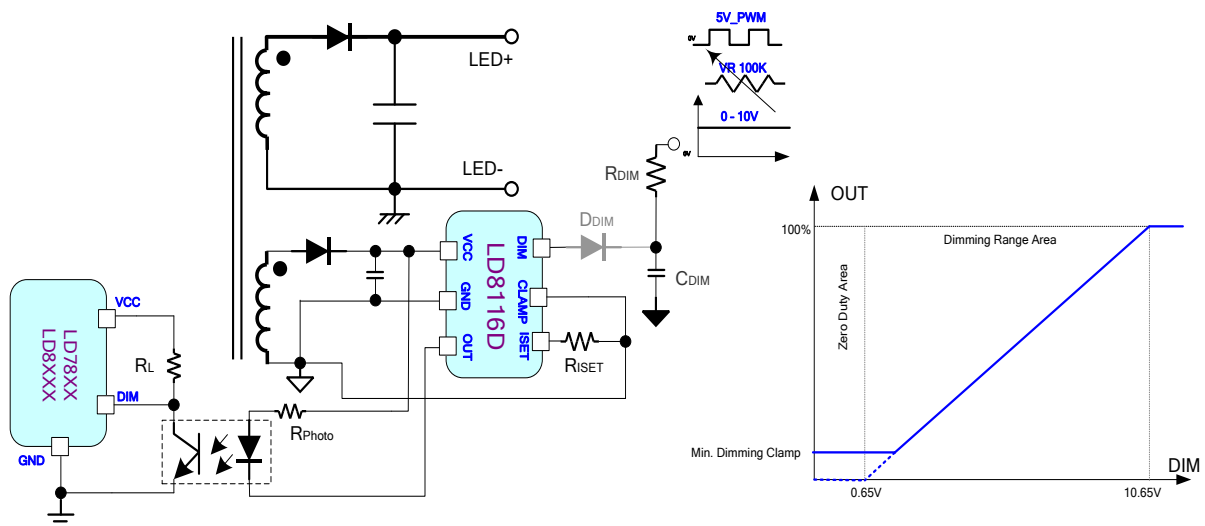 5V_PWM
0V
VR 100K
0 - 10V
0V
LED+
LED-
RDIM
DDIM
CDIM
VCC
GND
OUT
LD8116D
DIM
CLAMP
ISET
RISET
VCC
LD78XX
LD8XXX
DIM
GND
RL
RPhoto
OUT
100%
Dimming Range Area
Zero Duty Area
Min. Dimming Clamp
DIM
0.65V
10.65V